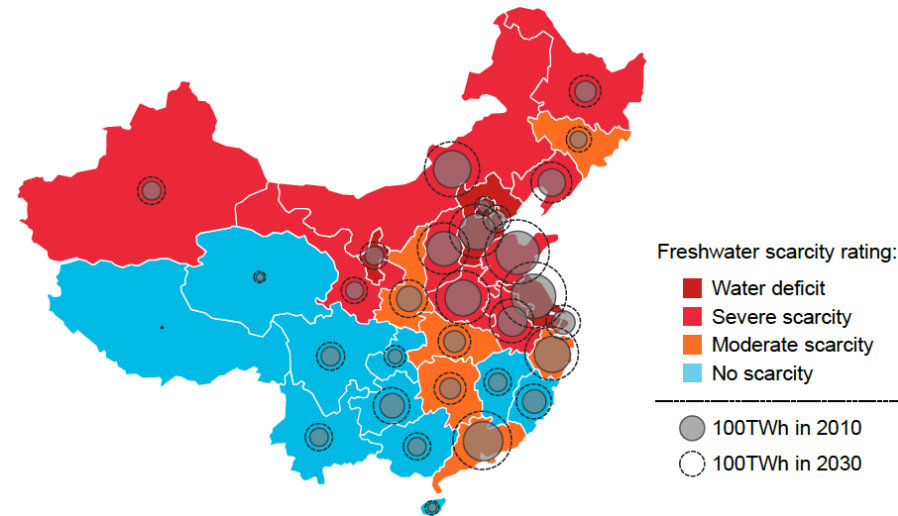 Freshwater scarcity rating:
Water deficit
Severe scarcity
Moderate scarcity
No scarcity
100TWh in 2010
100TWh in 2030